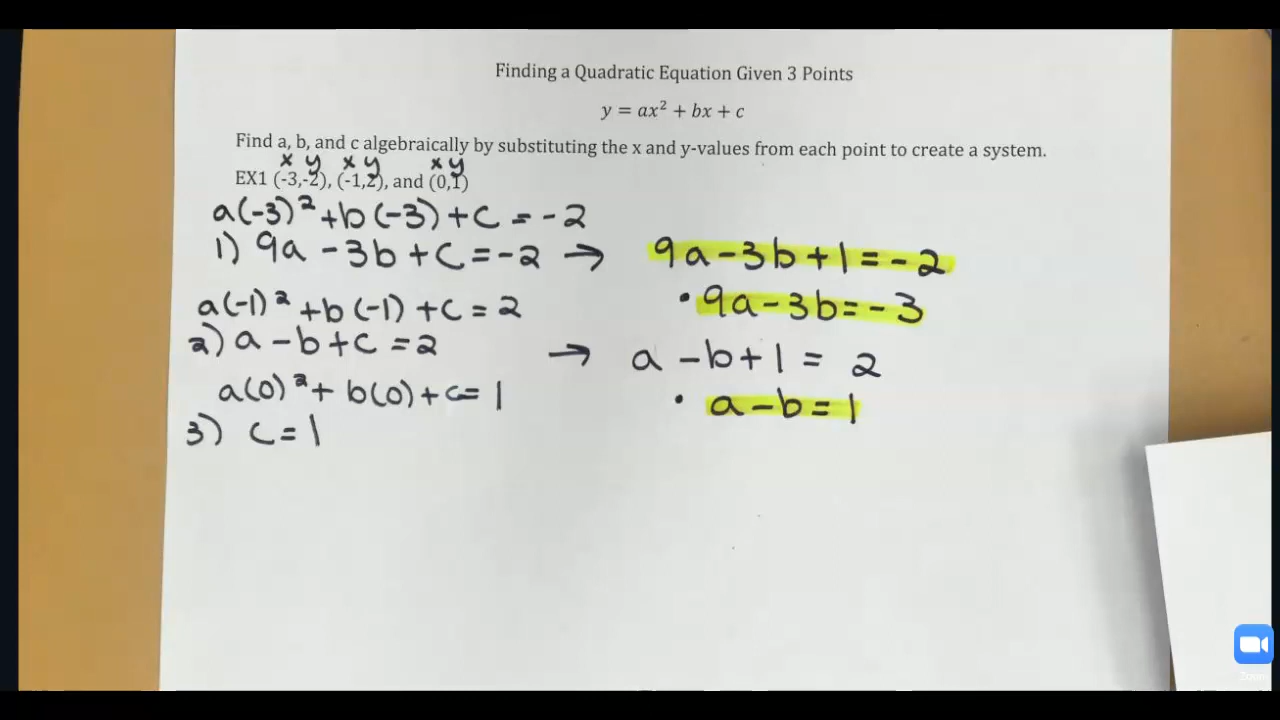 Finding a Quadratic Equation Given 3 Points
y = ax² + bx + c
Find a, b, and c algebraically by substituting the x and y-values from each point to create a system.
x y x y x y
EX1 (-3,-2), (-1,2), and (0,1)
a(-3)² +b(-3)+c = -2
1) 9a -3b+c=-2 → 9a-3b+1=-2
• 9a-3b=-3
a(-1)² +b(-1) +c=2
2) a -b+c =2 → a -b+1 = 2
a(0)² + b(0)+c=1
• a-b=1
3) c=1
Zoom